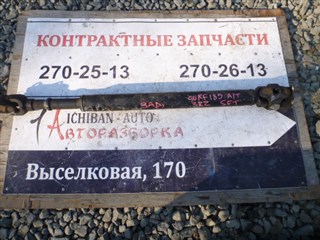 КОНТРАКТНЫЕ ЗАПЧАСТИ
270-25-13 270-26-13
ICHIBAN-AUTO
АВТОРАЗБОРКА
Выселковая, 170